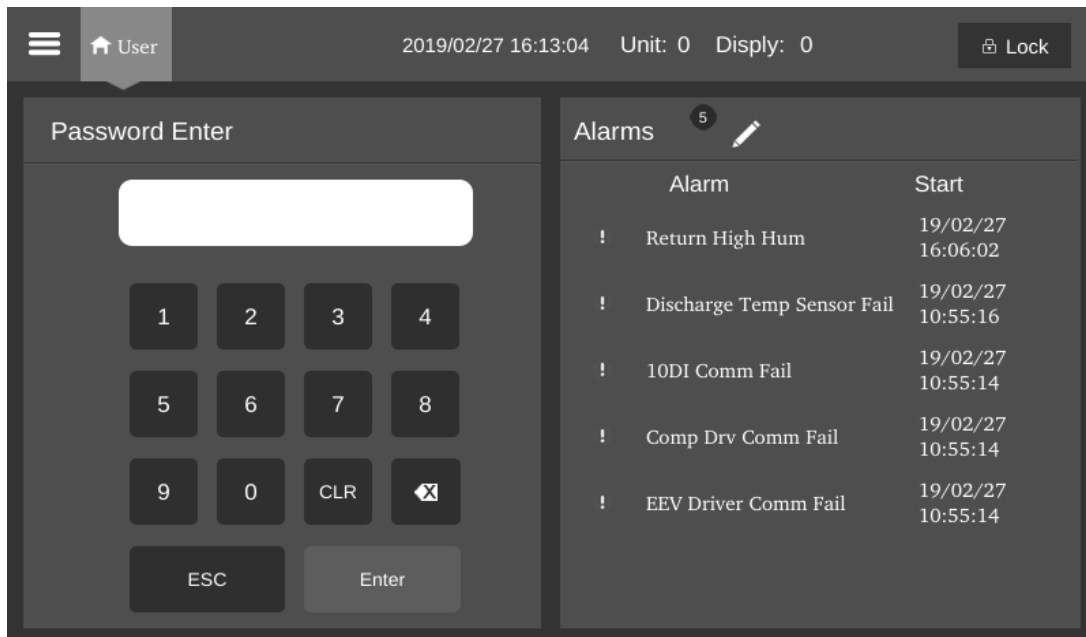 User 2019/02/27 16:13:04 Unit: 0 Disply: 0 Lock
Password Enter
1 2 3 4
5 6 7 8
9 0 CLR X
ESC Enter
Alarms 5
Alarm Start
! Return High Hum 19/02/27
16:06:02
! Discharge Temp Sensor Fail 19/02/27
10:55:16
! 10DI Comm Fail 19/02/27
10:55:14
! Comp Drv Comm Fail 19/02/27
10:55:14
! EEV Driver Comm Fail 19/02/27
10:55:14